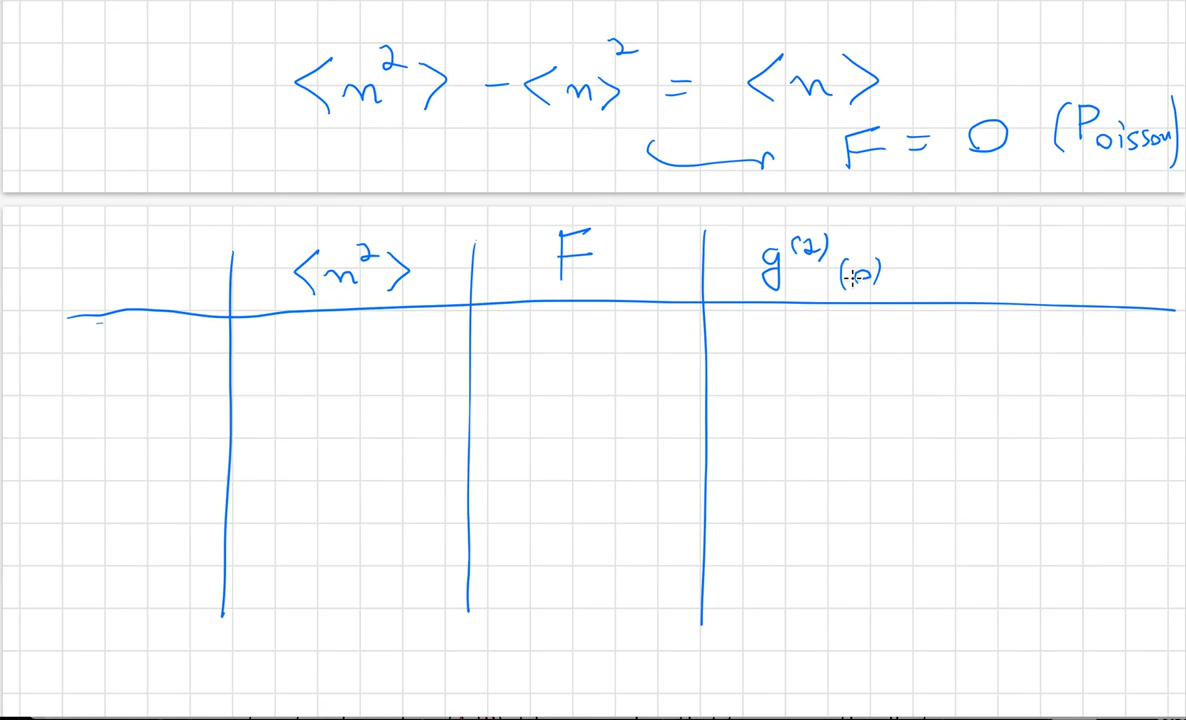 <n²> - <n>² = <n>
F = 0 (Poisson)
<n²> F g⁽²⁾(0)